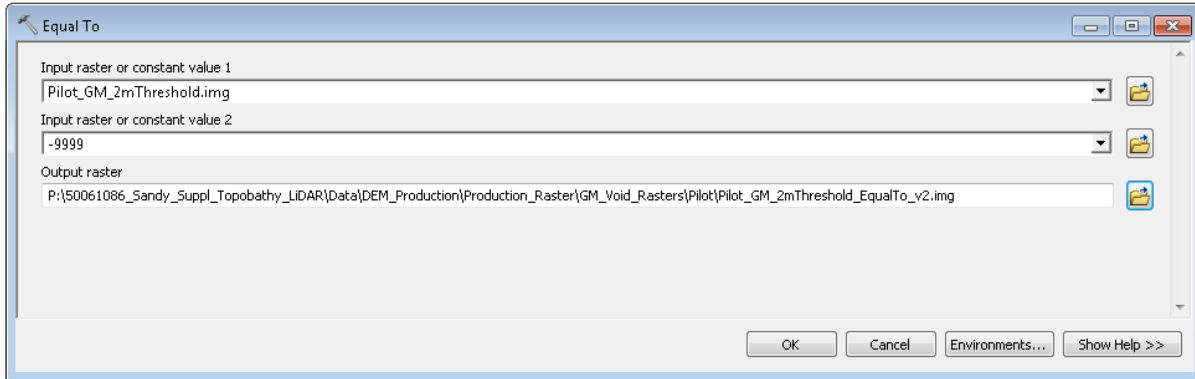 Equal To
Input raster or constant value 1
Pilot_GM_2mThreshold.img
Input raster or constant value 2
-9999
Output raster
P:\50061086_Sandy_Suppl_Topobathy_LiDAR\Data\DEM_Production\Production_Raster\GM_Void_Rasters\Pilot\Pilot_GM_2mThreshold_EqualTo_v2.img
OK Cancel Environments... Show Help >>